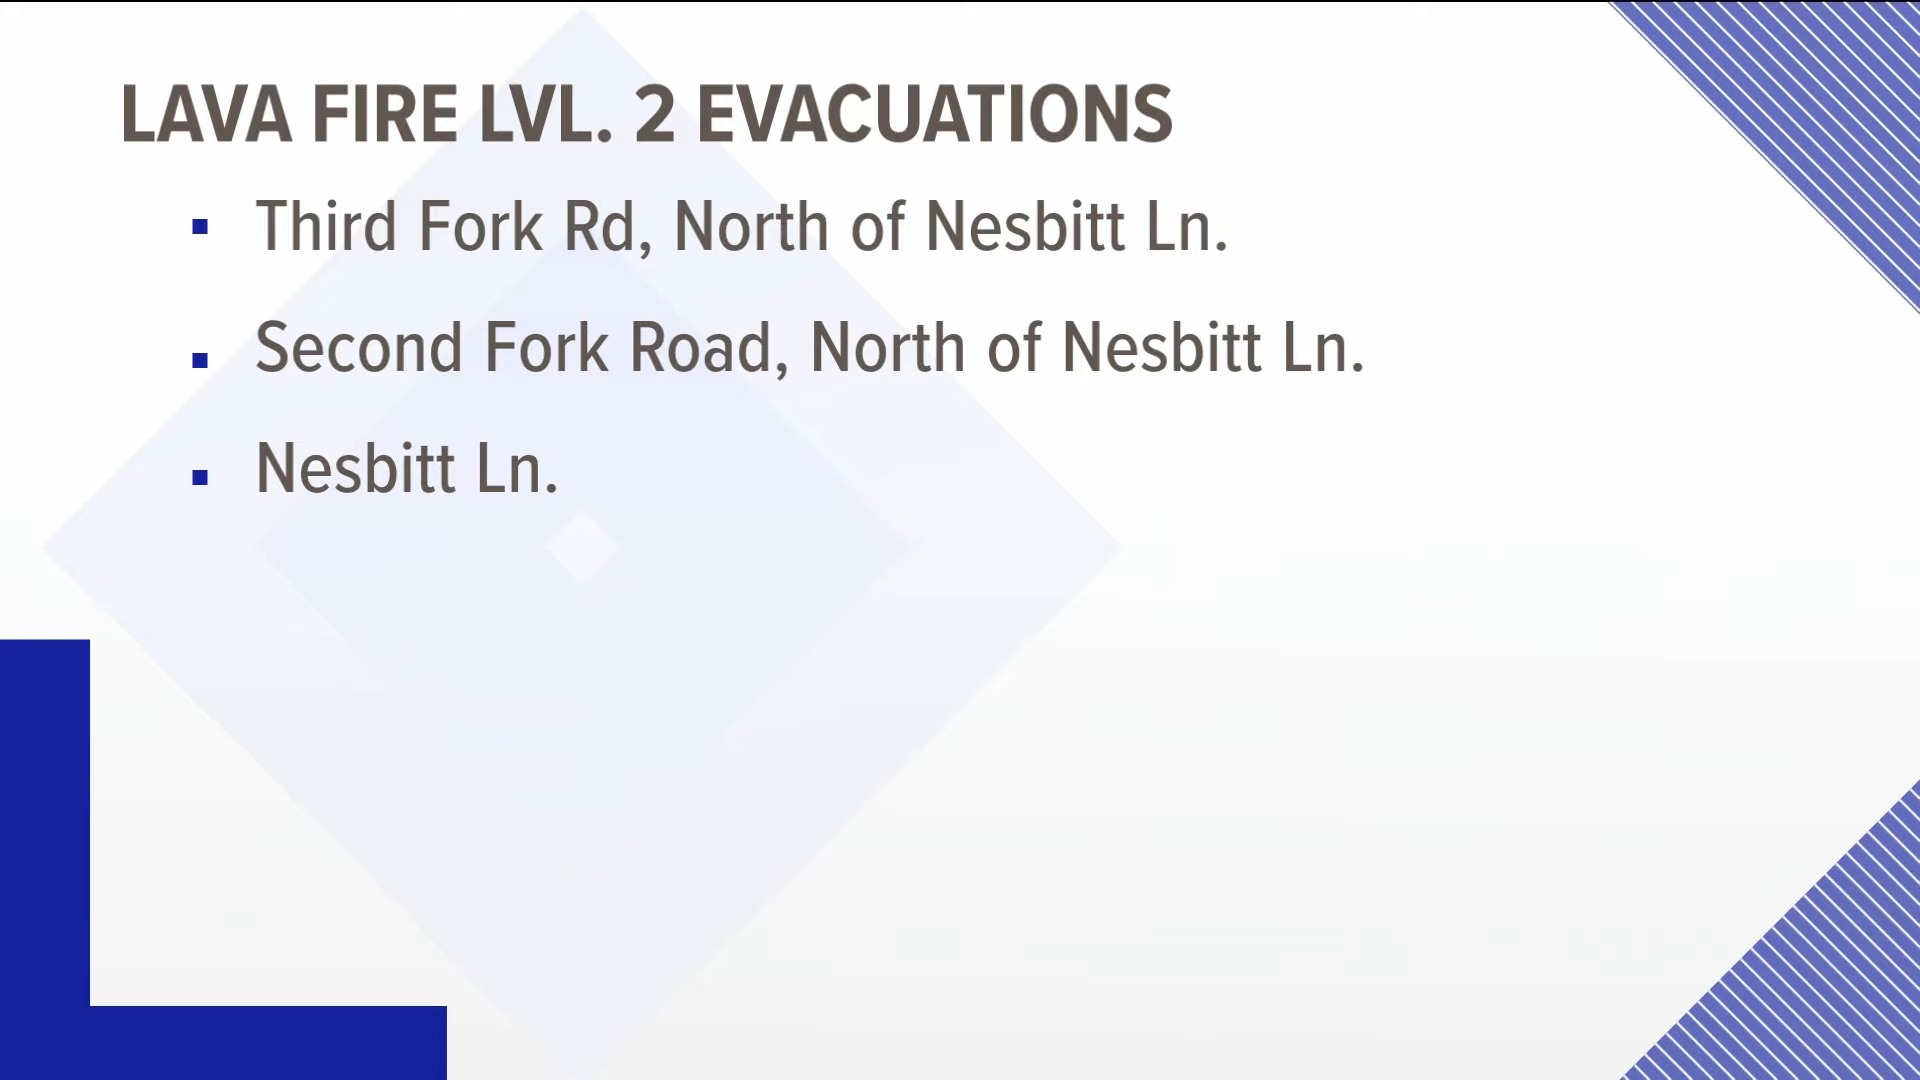 LAVA FIRE LVL. 2 EVACUATIONS
Third Fork Rd, North of Nesbitt Ln.
Second Fork Road, North of Nesbitt Ln.
Nesbitt Ln.